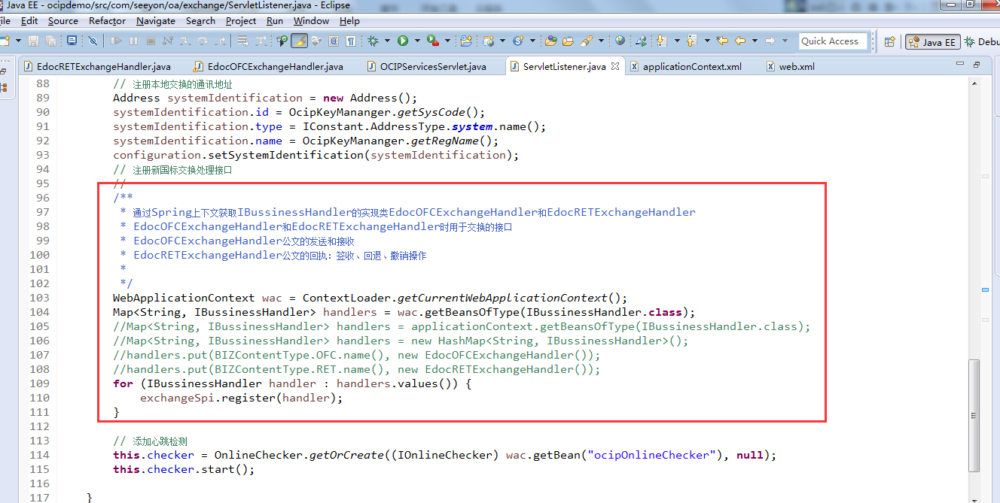 Java EE - ocipdemo/src/com/seeyon/oa/exchange/ServletListener.java - Eclipse
ile Edit Source Refactor Navigate Search Project Run Window Help
Quick Access Java EE Debu
EdocRETExchangeHandler.java EdocOFCExchangeHandler.java OCIPServicesServlet.java ServletListener.java applicationContext.xml web.xml
88 // 注册本地交换的通讯地址
89 Address systemIdentification = new Address();
90 systemIdentification.id = OcipKeyMananger.getSysCode();
91 systemIdentification.type = IConstant.AddressType.system.name();
92 systemIdentification.name = OcipKeyMananger.getRegName();
93 configuration.setSystemIdentification(systemIdentification);
94 // 注册新国标交换处理接口
95 //
96 /**
97 * 通过Spring上下文获取IBussinessHandler的实现类EdocOFCExchangeHandler和EdocRETExchangeHandler
98 * EdocOFCExchangeHandler和EdocRETExchangeHandler时用于交换的接口
99 * EdocOFCExchangeHandler公文的发送和接收
100 * EdocRETExchangeHandler公文的回执：签收、回退、撤销操作
101 *
102 */
103 WebApplicationContext wac = ContextLoader.getCurrentWebApplicationContext();
104 Map<String, IBussinessHandler> handlers = wac.getBeansOfType(IBussinessHandler.class);
105 //Map<String, IBussinessHandler> handlers = applicationContext.getBeansOfType(IBussinessHandler.class);
106 //Map<String, IBussinessHandler> handlers = new HashMap<String, IBussinessHandler>();
107 //handlers.put(BIZContentType.OFC.name(), new EdocOFCExchangeHandler());
108 //handlers.put(BIZContentType.RET.name(), new EdocRETExchangeHandler());
109 for (IBussinessHandler handler : handlers.values()) {
110 exchangeSpi.register(handler);
111 }
112
113 // 添加心跳检测
114 this.checker = OnlineChecker.getOrCreate((IOnlineChecker) wac.getBean("ocipOnlineChecker"), null);
115 this.checker.start();
116
117 }